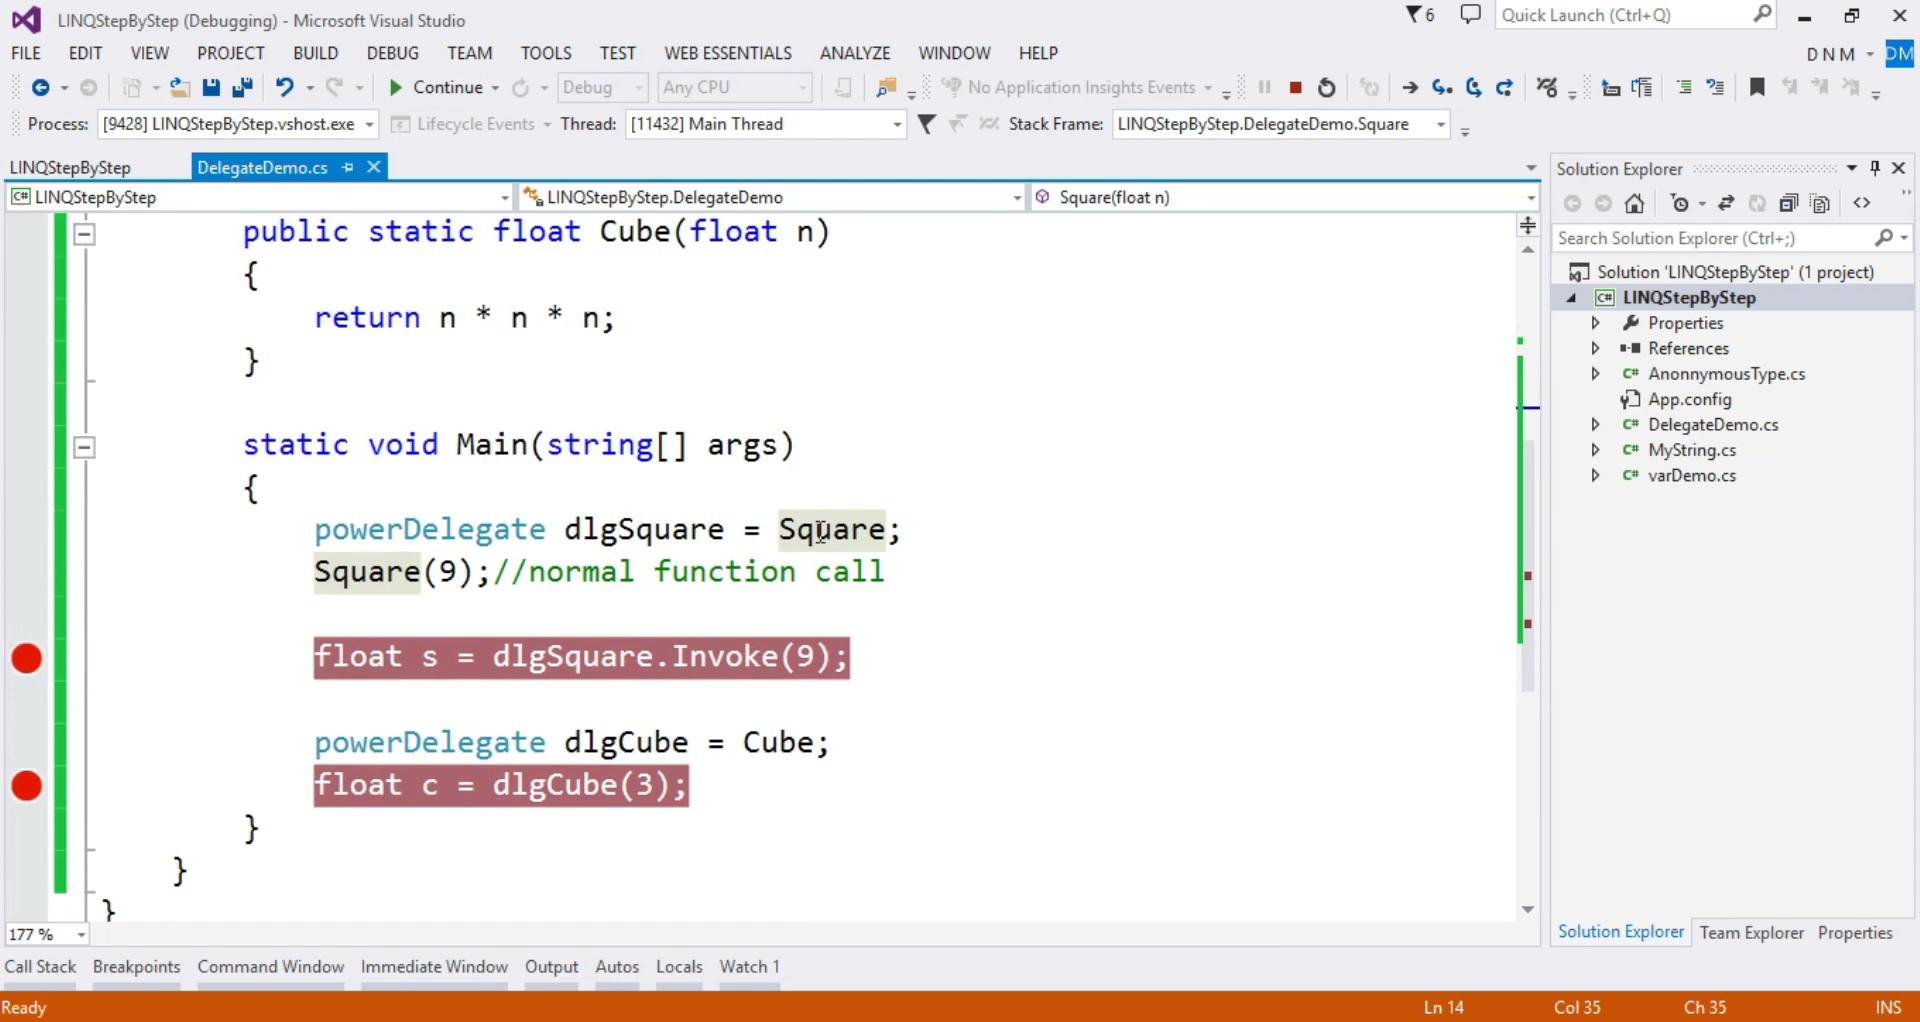 LINQStepByStep (Debugging) - Microsoft Visual Studio
6
Quick Launch (Ctrl+Q)
FILE EDIT VIEW PROJECT BUILD DEBUG TEAM TOOLS TEST WEB ESSENTIALS ANALYZE WINDOW HELP
D N M DM
Continue Debug Any CPU No Application Insights Events
Process: [9428] LINQStepByStep.vshost.exe Lifecycle Events Thread: [11432] Main Thread Stack Frame: LINQStepByStep.DelegateDemo.Square
LINQStepByStep DelegateDemo.cs
C# LINQStepByStep LINQStepByStep.DelegateDemo Square(float n)
public static float Cube(float n)
{
return n * n * n;
}
static void Main(string[] args)
{
powerDelegate dlgSquare = Square;
Square(9);//normal function call
float s = dlgSquare.Invoke(9);
powerDelegate dlgCube = Cube;
float c = dlgCube(3);
}
}
}
177 %
Solution Explorer
Search Solution Explorer (Ctrl+;)
Solution 'LINQStepByStep' (1 project)
C# LINQStepByStep
Properties
References
C# AnonnymousType.cs
App.config
C# DelegateDemo.cs
C# MyString.cs
C# varDemo.cs
Solution Explorer Team Explorer Properties
Call Stack Breakpoints Command Window Immediate Window Output Autos Locals Watch 1
Ready Ln 14 Col 35 Ch 35 INS